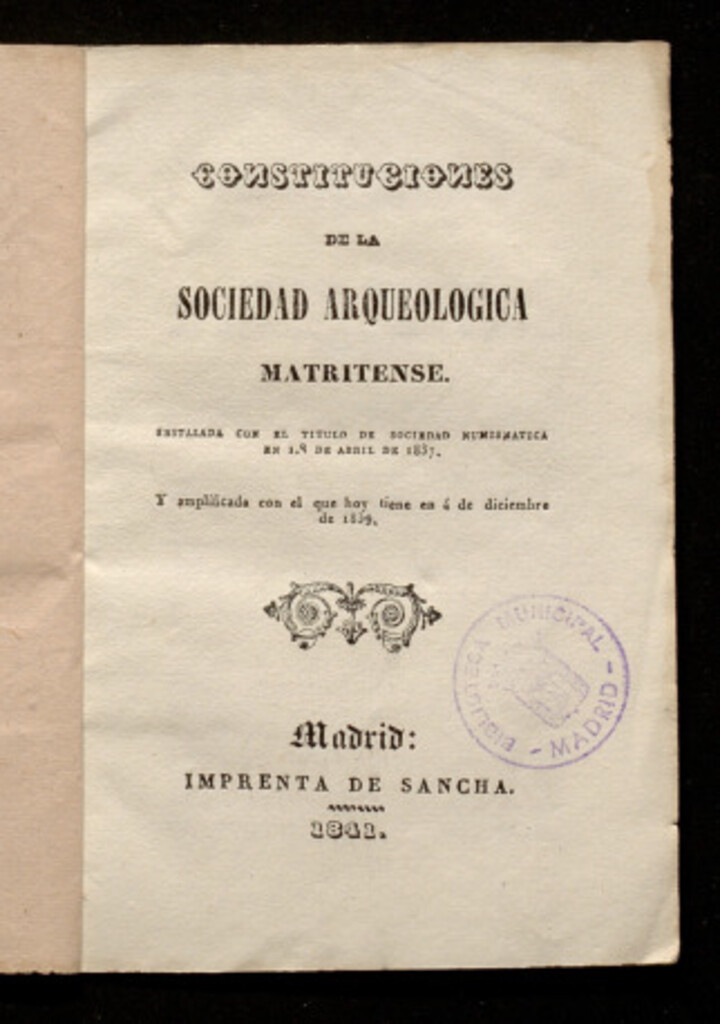 CONSTITUCIONES
DE LA
SOCIEDAD ARQUEOLOGICA
MATRITENSE.
INSTALADA CON EL TITULO DE SOCIEDAD NUMISMATICA
EN 1.º DE ABRIL DE 1837.
Y amplificada con el que hoy tiene en 4 de diciembre
de 1839.
BIBLIOTECA MUNICIPAL - MADRID -
Madrid:
IMPRENTA DE SANCHA.
1841.